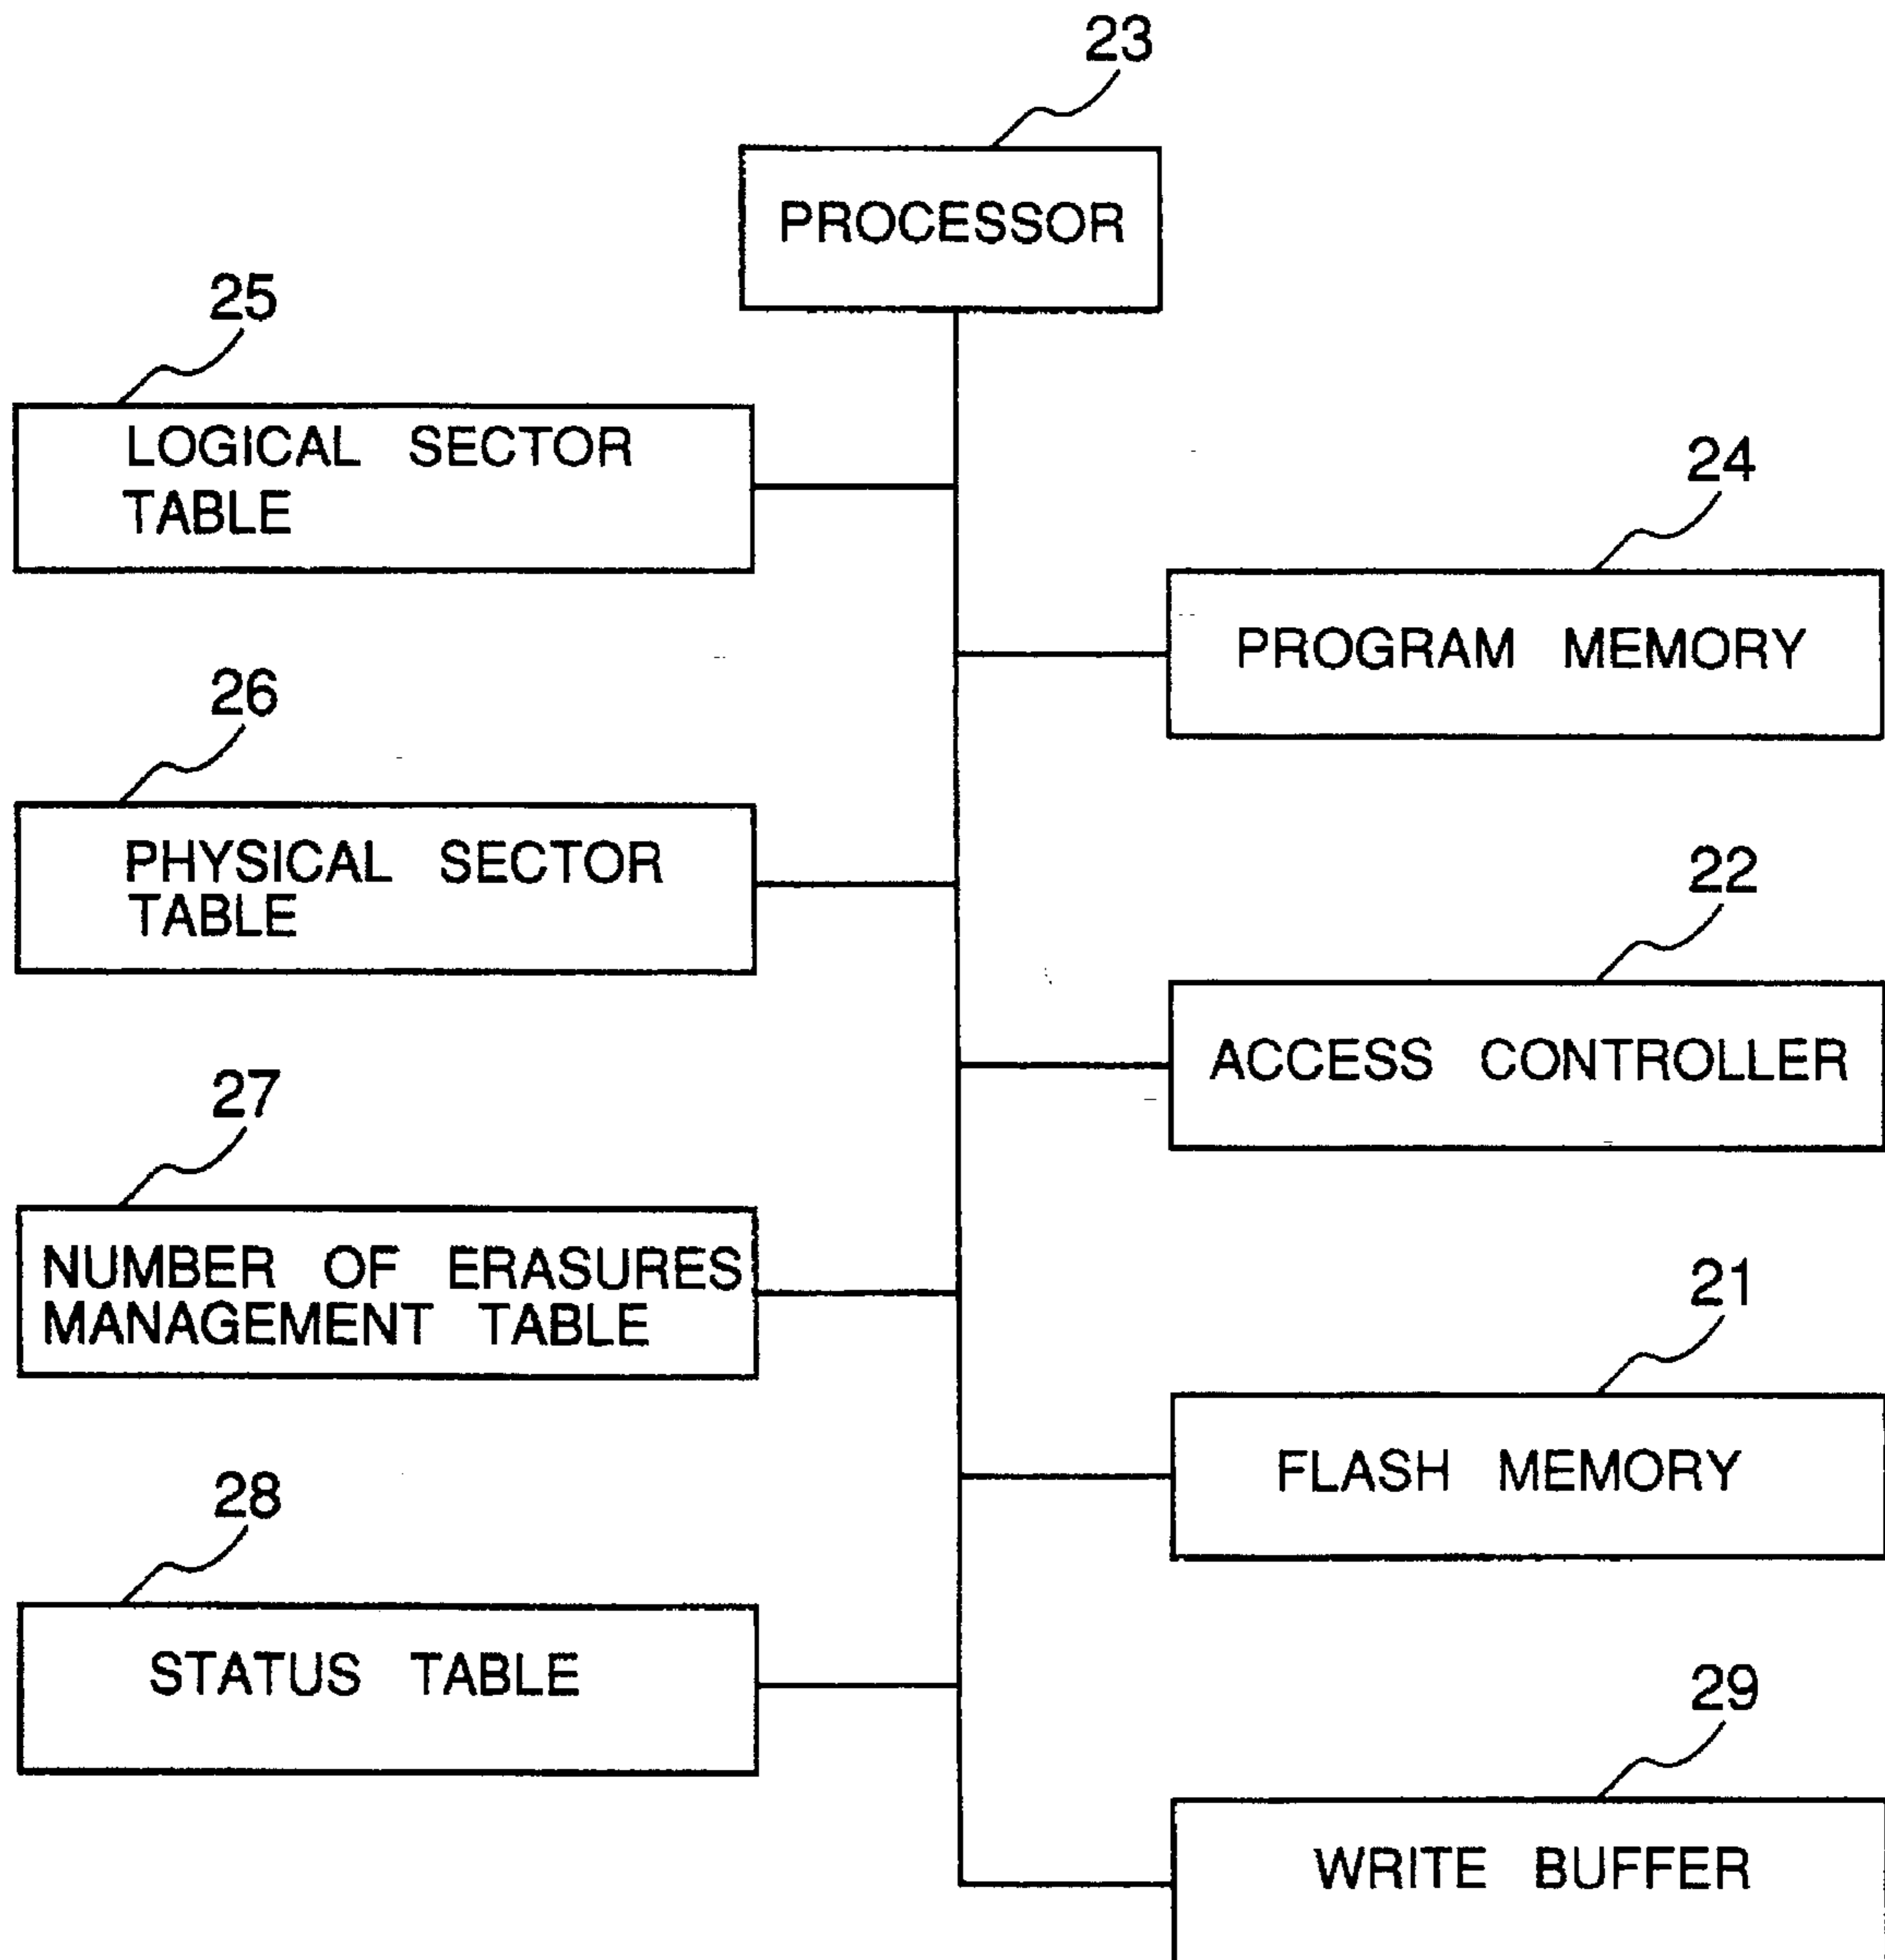 23
PROCESSOR
25
LOGICAL SECTOR
TABLE
24
PROGRAM MEMORY
26
PHYSICAL SECTOR
TABLE
22
ACCESS CONTROLLER
27
NUMBER OF ERASURES
MANAGEMENT TABLE
21
FLASH MEMORY
28
STATUS TABLE
29
WRITE BUFFER